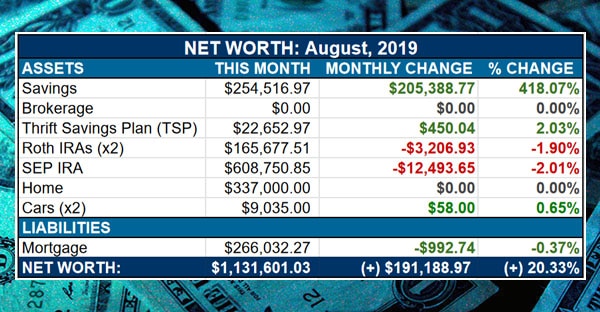 NET WORTH: August, 2019
ASSETS THIS MONTH MONTHLY CHANGE % CHANGE
Savings $254,516.97 $205,388.77 418.07%
Brokerage $0.00 $0.00 0.00%
Thrift Savings Plan (TSP) $22,652.97 $450.04 2.03%
Roth IRAs (x2) $165,677.51 -$3,206.93 -1.90%
SEP IRA $608,750.85 -$12,493.65 -2.01%
Home $337,000.00 $0.00 0.00%
Cars (x2) $9,035.00 $58.00 0.65%
LIABILITIES
Mortgage $266,032.27 -$992.74 -0.37%
NET WORTH: $1,131,601.03 (+) $191,188.97 (+) 20.33%